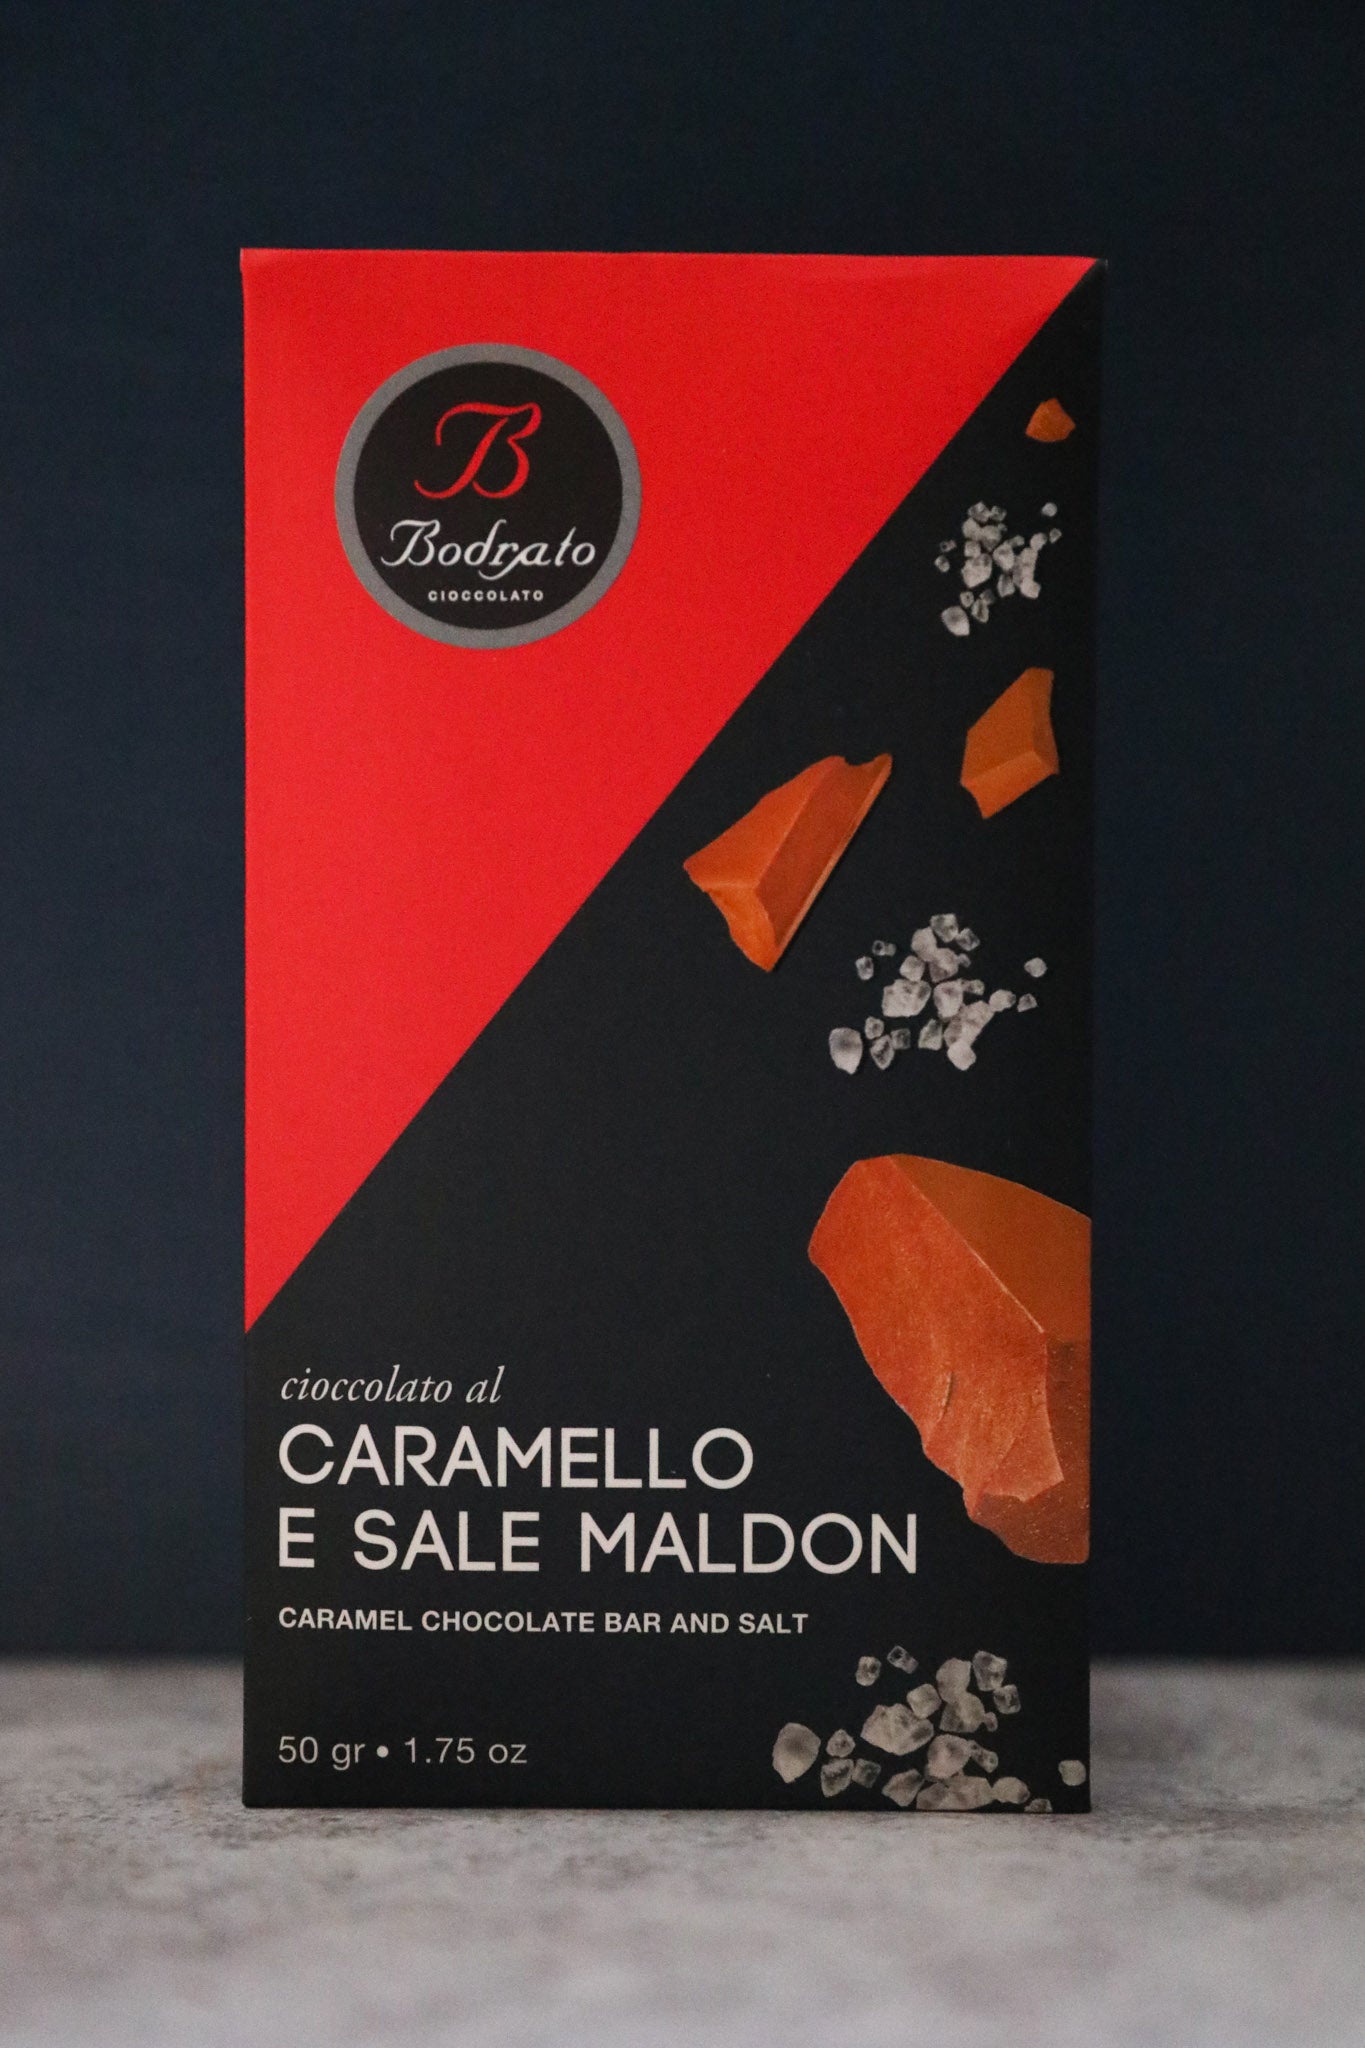 B
Bodrato
CIOCCOLATO
cioccolato al
CARAMELLO
E SALE MALDON
CARAMEL CHOCOLATE BAR AND SALT
50 gr • 1.75 oz